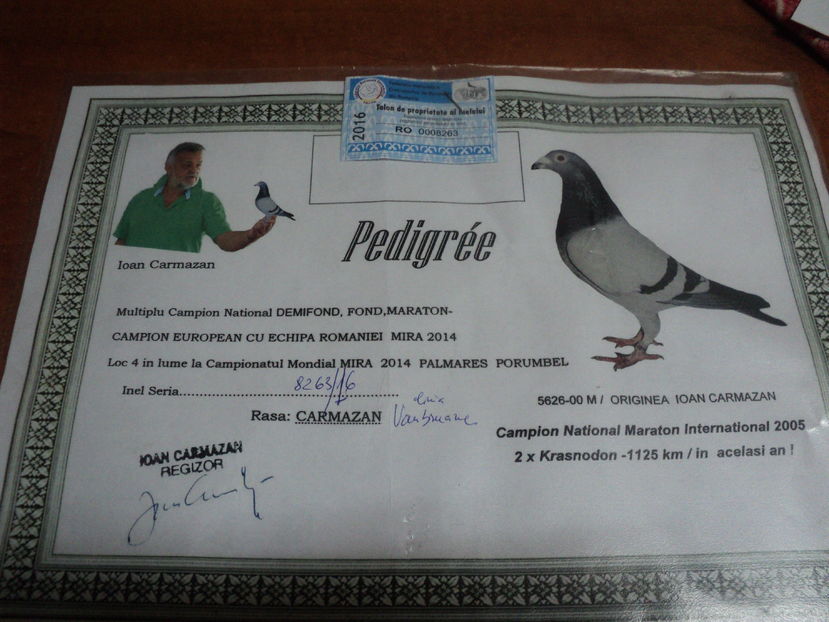 2016
Talon de proprietate al inelului
RO 0008263
Pedigrée
Ioan Carmazan
Multiplu Campion National DEMIFOND, FOND,MARATON-
CAMPION EUROPEAN CU ECHIPA ROMANIEI MIRA 2014
Loc 4 in lume la Campionatul Mondial MIRA 2014 PALMARES PORUMBEL
Inel Seria.......... 8263/16
Rasa: CARMAZAN
5626-00 M / ORIGINEA IOAN CARMAZAN
Campion National Maraton International 2005
2 x Krasnodon -1125 km / in acelasi an !
IOAN CARMAZAN
REGIZOR